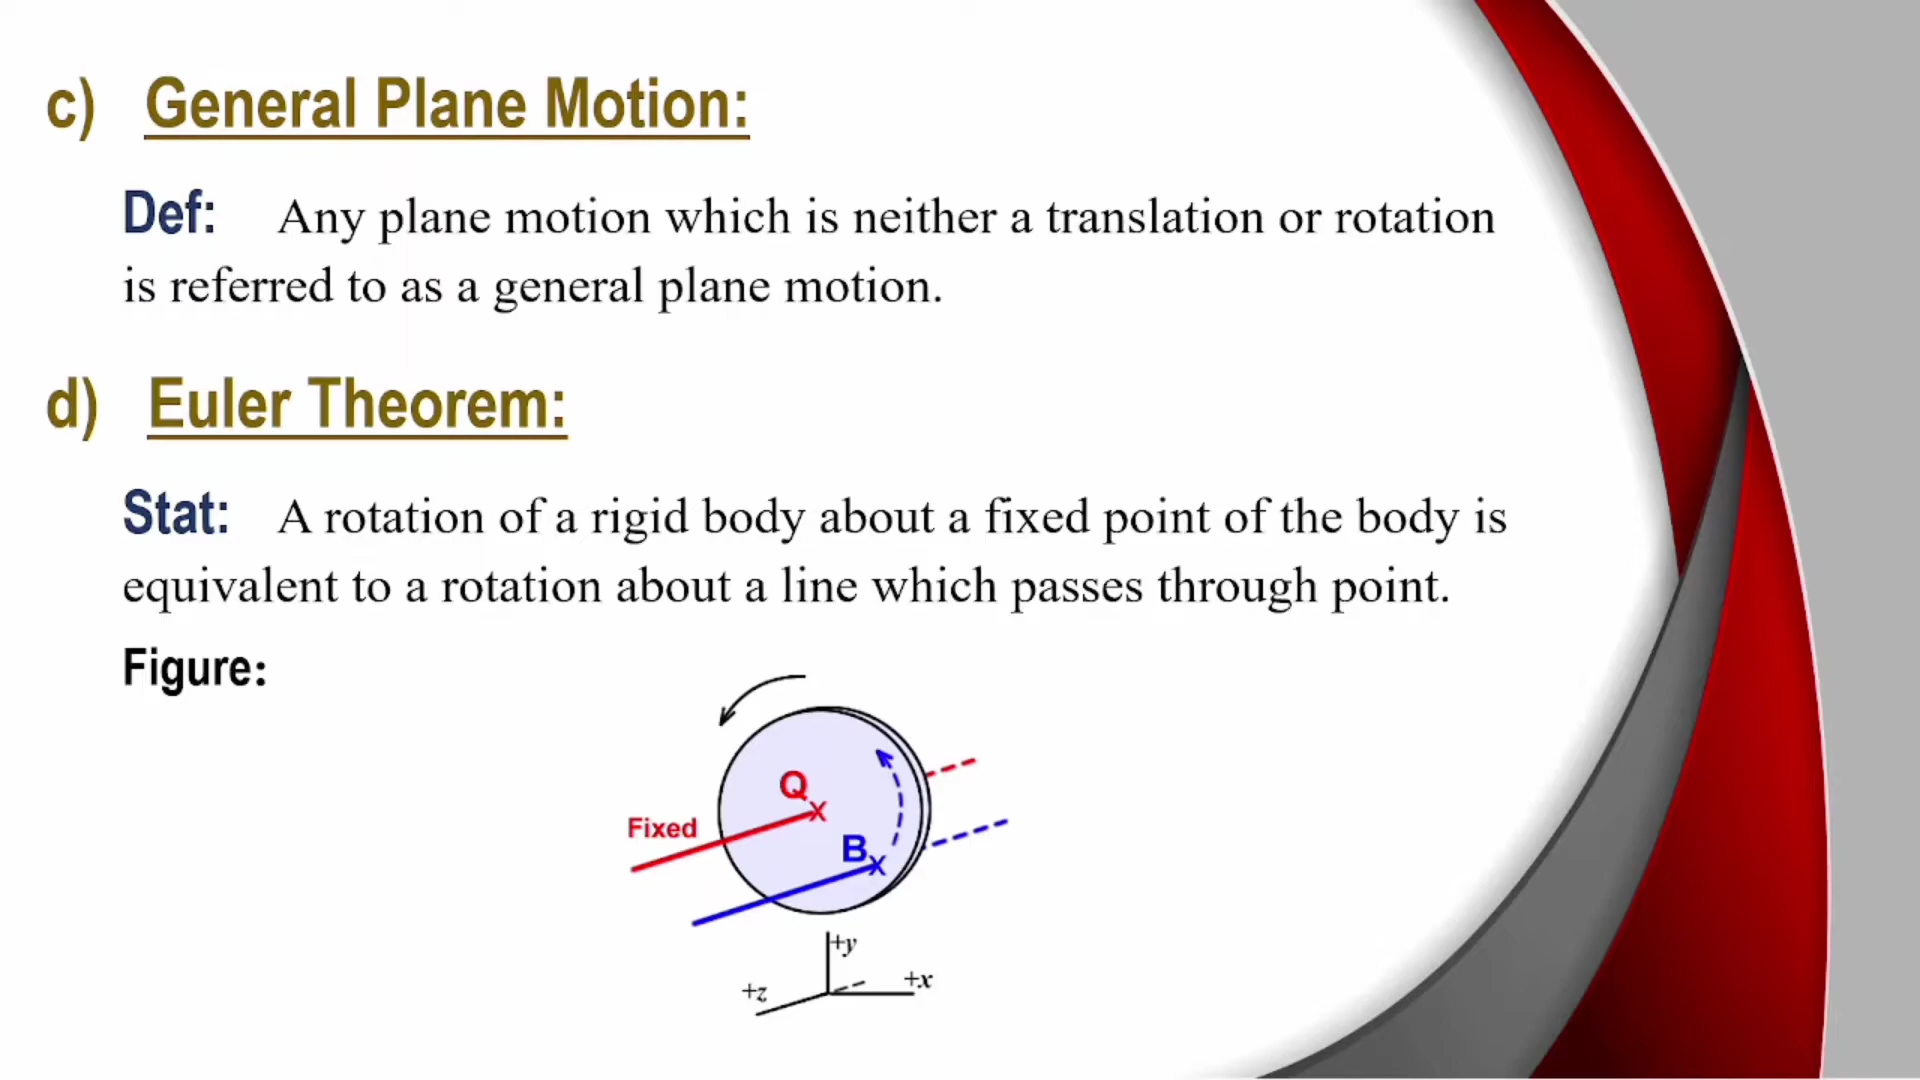 c) General Plane Motion:
Def: Any plane motion which is neither a translation or rotation
is referred to as a general plane motion.
d) Euler Theorem:
Stat: A rotation of a rigid body about a fixed point of the body is
equivalent to a rotation about a line which passes through point.
Figure:
Q
x
Fixed
B
x
+y
+x
+z